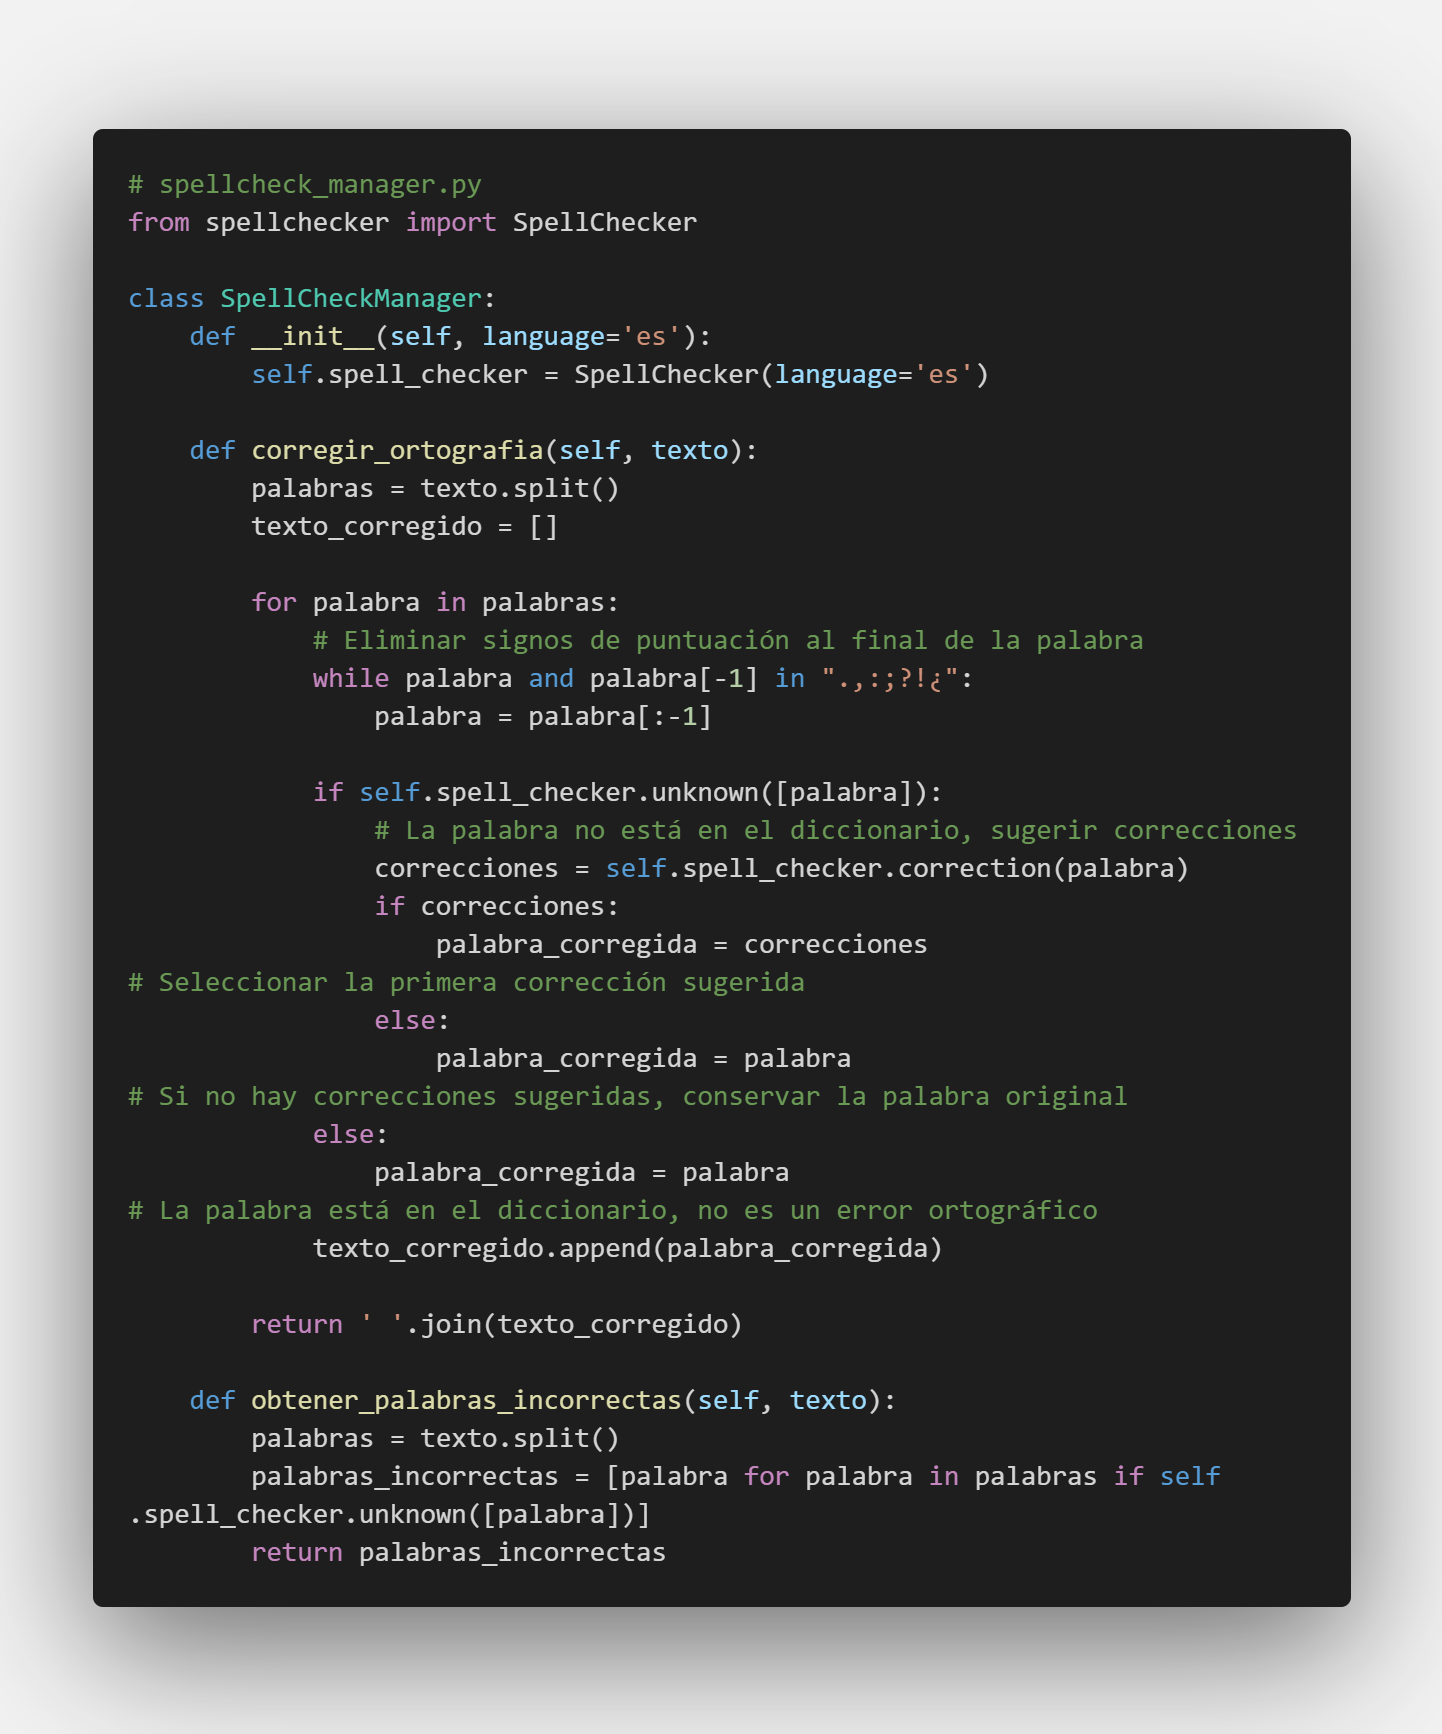 # spellcheck_manager.py
from spellchecker import SpellChecker

class SpellCheckManager:
    def __init__(self, language='es'):
        self.spell_checker = SpellChecker(language='es')

    def corregir_ortografia(self, texto):
        palabras = texto.split()
        texto_corregido = []

        for palabra in palabras:
            # Eliminar signos de puntuación al final de la palabra
            while palabra and palabra[-1] in ".,:;?!¿":
                palabra = palabra[:-1]

            if self.spell_checker.unknown([palabra]):
                # La palabra no está en el diccionario, sugerir correcciones
                correcciones = self.spell_checker.correction(palabra)
                if correcciones:
                    palabra_corregida = correcciones
# Seleccionar la primera corrección sugerida
                else:
                    palabra_corregida = palabra
# Si no hay correcciones sugeridas, conservar la palabra original
            else:
                palabra_corregida = palabra
# La palabra está en el diccionario, no es un error ortográfico
            texto_corregido.append(palabra_corregida)

        return ' '.join(texto_corregido)

    def obtener_palabras_incorrectas(self, texto):
        palabras = texto.split()
        palabras_incorrectas = [palabra for palabra in palabras if self
.spell_checker.unknown([palabra])]
        return palabras_incorrectas